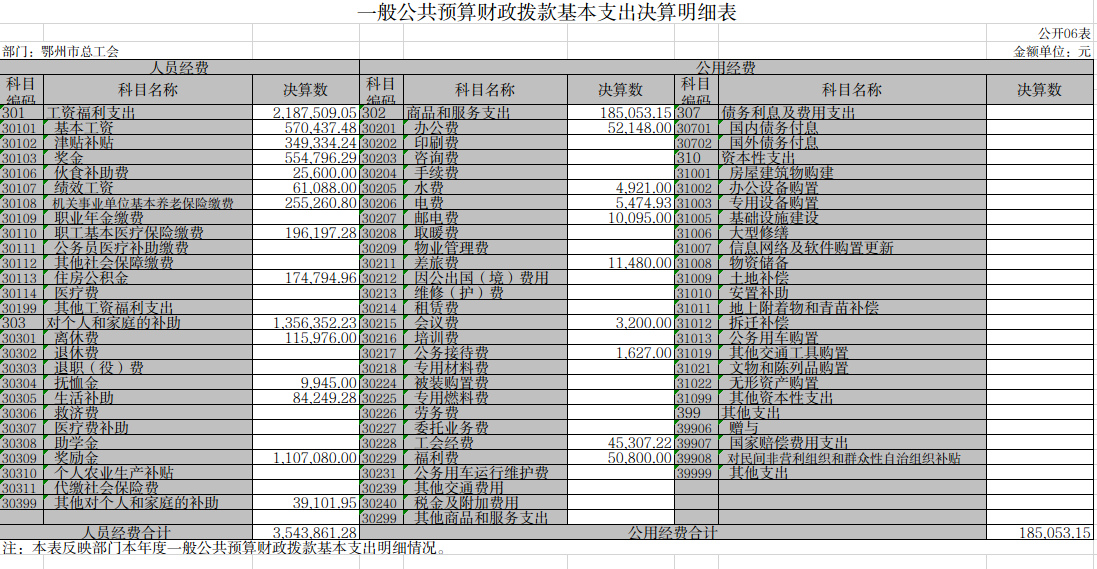 一般公共预算财政拨款基本支出决算明细表
公开06表
部门：鄂州市总工会 金额单位：元
人员经费 公用经费
科目编码 科目名称 决算数 科目编码 科目名称 决算数 科目编码 科目名称 决算数
301 工资福利支出 2,187,509.05 302 商品和服务支出 185,053.15 307 债务利息及费用支出
30101 基本工资 570,437.48 30201 办公费 52,148.00 30701 国内债务付息
30102 津贴补贴 349,334.24 30202 印刷费 30702 国外债务付息
30103 奖金 554,796.29 30203 咨询费 310 资本性支出
30106 伙食补助费 25,600.00 30204 手续费 31001 房屋建筑物购建
30107 绩效工资 61,088.00 30205 水费 4,921.00 31002 办公设备购置
30108 机关事业单位基本养老保险缴费 255,260.80 30206 电费 5,474.93 31003 专用设备购置
30109 职业年金缴费 30207 邮电费 10,095.00 31005 基础设施建设
30110 职工基本医疗保险缴费 196,197.28 30208 取暖费 31006 大型修缮
30111 公务员医疗补助缴费 30209 物业管理费 31007 信息网络及软件购置更新
30112 其他社会保障缴费 30211 差旅费 11,480.00 31008 物资储备
30113 住房公积金 174,794.96 30212 因公出国（境）费用 31009 土地补偿
30114 医疗费 30213 维修（护）费 31010 安置补助
30199 其他工资福利支出 30214 租赁费 31011 地上附着物和青苗补偿
303 对个人和家庭的补助 1,356,352.23 30215 会议费 3,200.00 31012 拆迁补偿
30301 离休费 115,976.00 30216 培训费 31013 公务用车购置
30302 退休费 30217 公务接待费 1,627.00 31019 其他交通工具购置
30303 退职（役）费 30218 专用材料费 31021 文物和陈列品购置
30304 抚恤金 9,945.00 30224 被装购置费 31022 无形资产购置
30305 生活补助 84,249.28 30225 专用燃料费 31099 其他资本性支出
30306 救济费 30226 劳务费 399 其他支出
30307 医疗费补助 30227 委托业务费 39906 赠与
30308 助学金 30228 工会经费 45,307.22 39907 国家赔偿费用支出
30309 奖励金 1,107,080.00 30229 福利费 50,800.00 39908 对民间非营利组织和群众性自治组织补贴
30310 个人农业生产补贴 30231 公务用车运行维护费 39999 其他支出
30311 代缴社会保险费 30239 其他交通费用
30399 其他对个人和家庭的补助 39,101.95 30240 税金及附加费用
30299 其他商品和服务支出
人员经费合计 3,543,861.28 公用经费合计 185,053.15
注：本表反映部门本年度一般公共预算财政拨款基本支出明细情况。